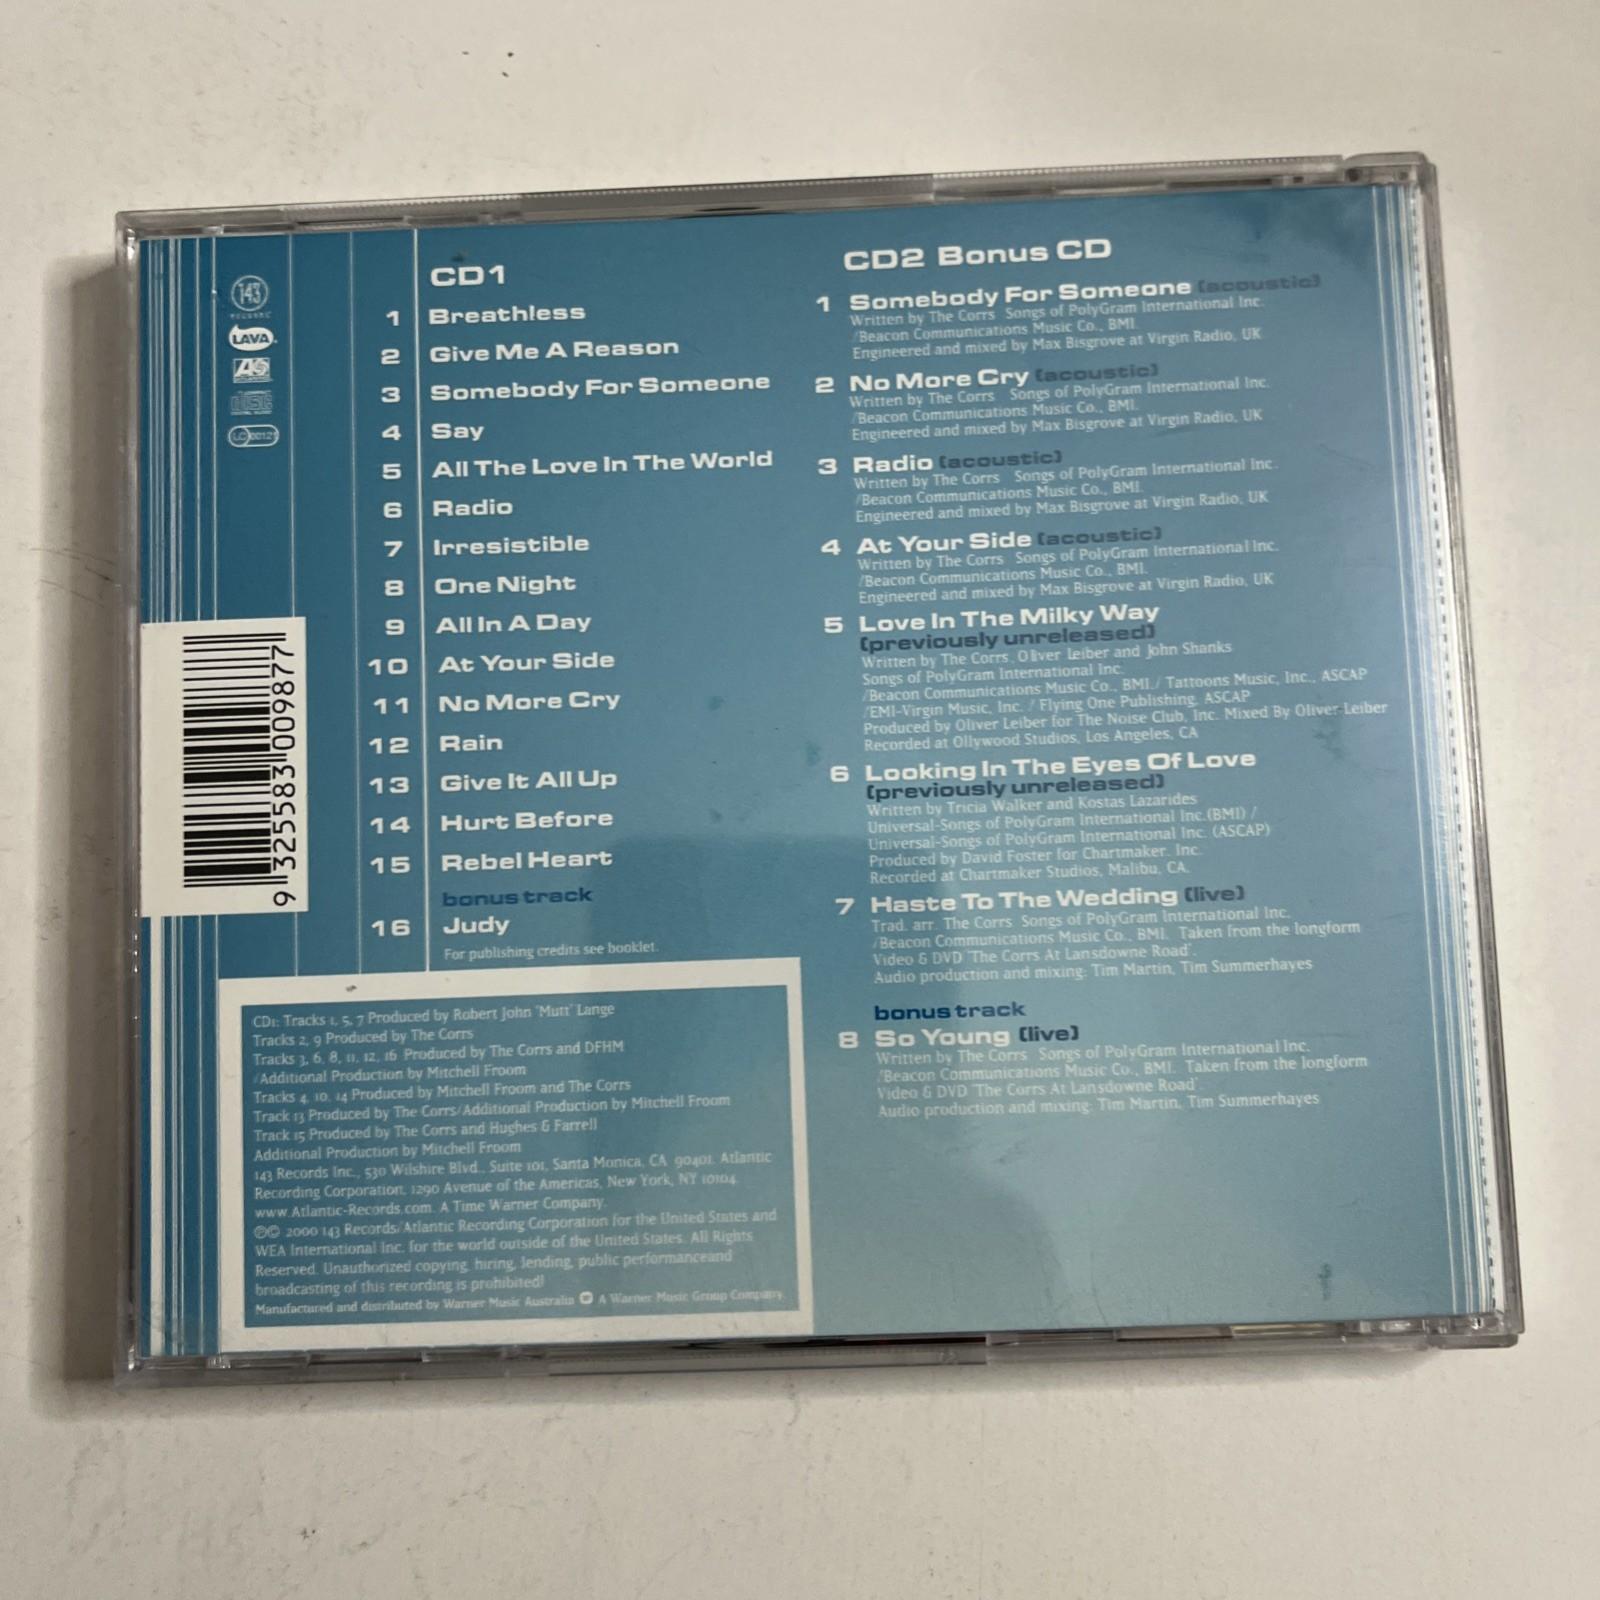 143
RECORDS
LAVA
CD1
1 Breathless
2 Give Me A Reason
3 Somebody For Someone
4 Say
5 All The Love In The World
6 Radio
7 Irresistible
8 One Night
9 All In A Day
10 At Your Side
11 No More Cry
12 Rain
13 Give It All Up
14 Hurt Before
15 Rebel Heart
bonus track
16 Judy
For publishing credits see booklet.
9 325583 009877
CD1: Tracks 1, 5, 7 Produced by Robert John 'Mutt' Lange
Tracks 2, 9 Produced by The Corrs
Tracks 3, 6, 8, 11, 12, 16 Produced by The Corrs and DFHM
/Additional Production by Mitchell Froom
Tracks 4, 10, 14 Produced by Mitchell Froom and The Corrs
Track 13 Produced by The Corrs/Additional Production by Mitchell Froom
Track 15 Produced by The Corrs and Hughes & Farrell
Additional Production by Mitchell Froom
143 Records Inc., 530 Wilshire Blvd., Suite 101, Santa Monica, CA 90401. Atlantic
Recording Corporation, 1290 Avenue of the Americas, New York, NY 10104.
www.Atlantic-Records.com. A Time Warner Company.
℗© 2000 143 Records/Atlantic Recording Corporation for the United States and
WEA International Inc. for the world outside of the United States. All Rights
Reserved. Unauthorized copying, hiring, lending, public performanceand
broadcasting of this recording is prohibited!
Manufactured and distributed by Warner Music Australia A Warner Music Group Company.
CD2 Bonus CD
1 Somebody For Someone (acoustic)
Written by The Corrs Songs of PolyGram International Inc.
/Beacon Communications Music Co., BMI.
Engineered and mixed by Max Bisgrove at Virgin Radio, UK
2 No More Cry (acoustic)
Written by The Corrs Songs of PolyGram International Inc.
/Beacon Communications Music Co., BMI.
Engineered and mixed by Max Bisgrove at Virgin Radio, UK
3 Radio (acoustic)
Written by The Corrs Songs of PolyGram International Inc.
/Beacon Communications Music Co., BMI.
Engineered and mixed by Max Bisgrove at Virgin Radio, UK
4 At Your Side (acoustic)
Written by The Corrs Songs of PolyGram International Inc.
/Beacon Communications Music Co., BMI.
Engineered and mixed by Max Bisgrove at Virgin Radio, UK
5 Love In The Milky Way
(previously unreleased)
Written by The Corrs, Oliver Leiber and John Shanks
Songs of PolyGram International Inc.
/Beacon Communications Music Co., BMI./ Tattoons Music, Inc., ASCAP
/EMI-Virgin Music, Inc. / Flying One Publishing, ASCAP
Produced by Oliver Leiber for The Noise Club, Inc. Mixed By Oliver Leiber
Recorded at Ollywood Studios, Los Angeles, CA
6 Looking In The Eyes Of Love
(previously unreleased)
Written by Tricia Walker and Kostas Lazarides
Universal-Songs of PolyGram International Inc.(BMI) /
Universal-Songs of PolyGram International Inc. (ASCAP)
Produced by David Foster for Chartmaker, Inc.
Recorded at Chartmaker Studios, Malibu, CA.
7 Haste To The Wedding (live)
Trad. arr. The Corrs Songs of PolyGram International Inc.
/Beacon Communications Music Co., BMI. Taken from the longform
Video & DVD 'The Corrs At Lansdowne Road'.
Audio production and mixing: Tim Martin, Tim Summerhayes
bonus track
8 So Young (live)
Written by The Corrs Songs of PolyGram International Inc.
/Beacon Communications Music Co., BMI. Taken from the longform
Video & DVD 'The Corrs At Lansdowne Road'.
Audio production and mixing: Tim Martin, Tim Summerhayes